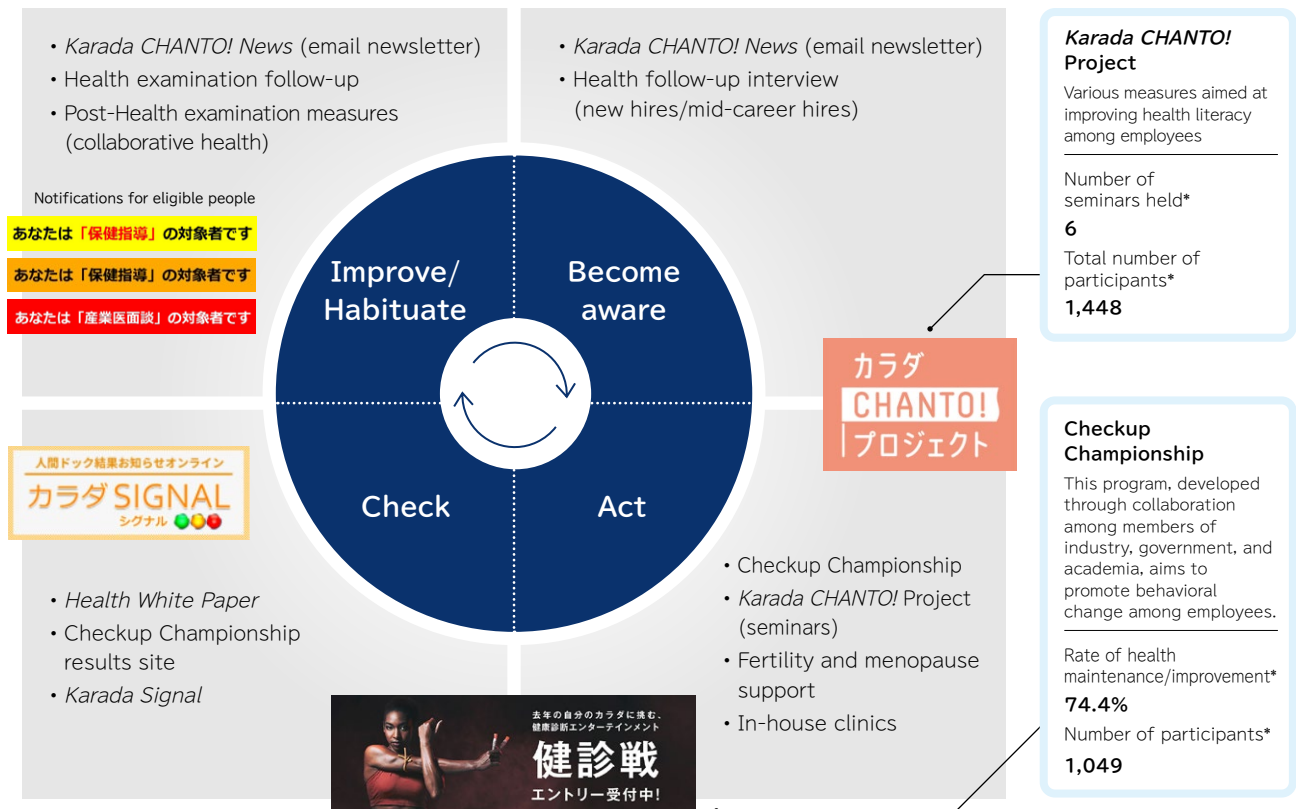 • Karada CHANTO! News (email newsletter)
• Health examination follow-up
• Post-Health examination measures
(collaborative health)
• Karada CHANTO! News (email newsletter)
• Health follow-up interview
(new hires/mid-career hires)
Notifications for eligible people
あなたは「保健指導」の対象者です
あなたは「保健指導」の対象者です
あなたは「産業医面談」の対象者です
Improve/
Habituate
Become
aware
Check
Act
カラダ
CHANTO!
プロジェクト
人間ドック結果お知らせオンライン
カラダSIGNAL
シグナル
• Health White Paper
• Checkup Championship
results site
• Karada Signal
• Checkup Championship
• Karada CHANTO! Project
(seminars)
• Fertility and menopause
support
• In-house clinics
去年の自分のカラダに挑む、
健康診断エンターテインメント
健診戦
エントリー受付中!
Karada CHANTO!
Project
Various measures aimed at
improving health literacy
among employees
Number of
seminars held*
6
Total number of
participants*
1,448
Checkup
Championship
This program, developed
through collaboration
among members of
industry, government, and
academia, aims to
promote behavioral
change among employees.
Rate of health
maintenance/improvement*
74.4%
Number of participants*
1,049